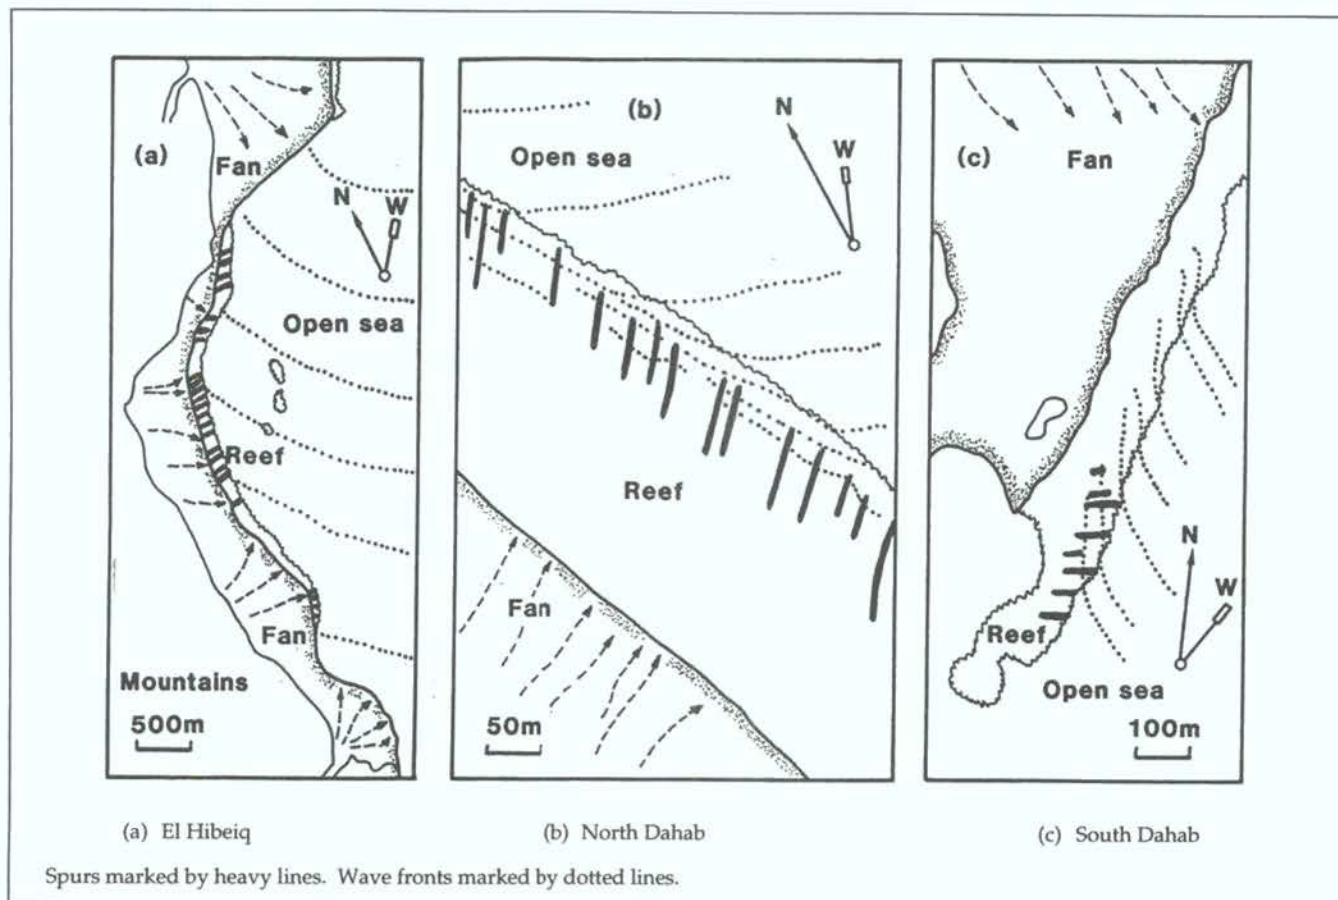 (a)
Fan
N
W
Open sea
Reef
Fan
Mountains
500m
(b)
Open sea
N
W
Reef
Fan
50m
(c)
Fan
N
W
Reef
Open sea
100m
(a) El Hibeiq
(b) North Dahab
(c) South Dahab
Spurs marked by heavy lines. Wave fronts marked by dotted lines.